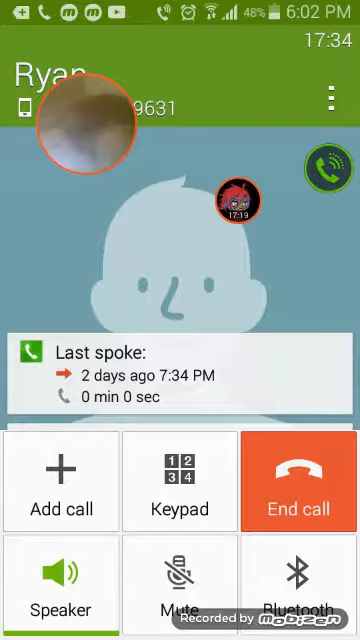 48% 6:02 PM
17:34
Ryan
9631
17:19
Last spoke:
2 days ago 7:34 PM
0 min 0 sec
Add call
Keypad
End call
Speaker
Mute
Bluetooth
Recorded by mobizen